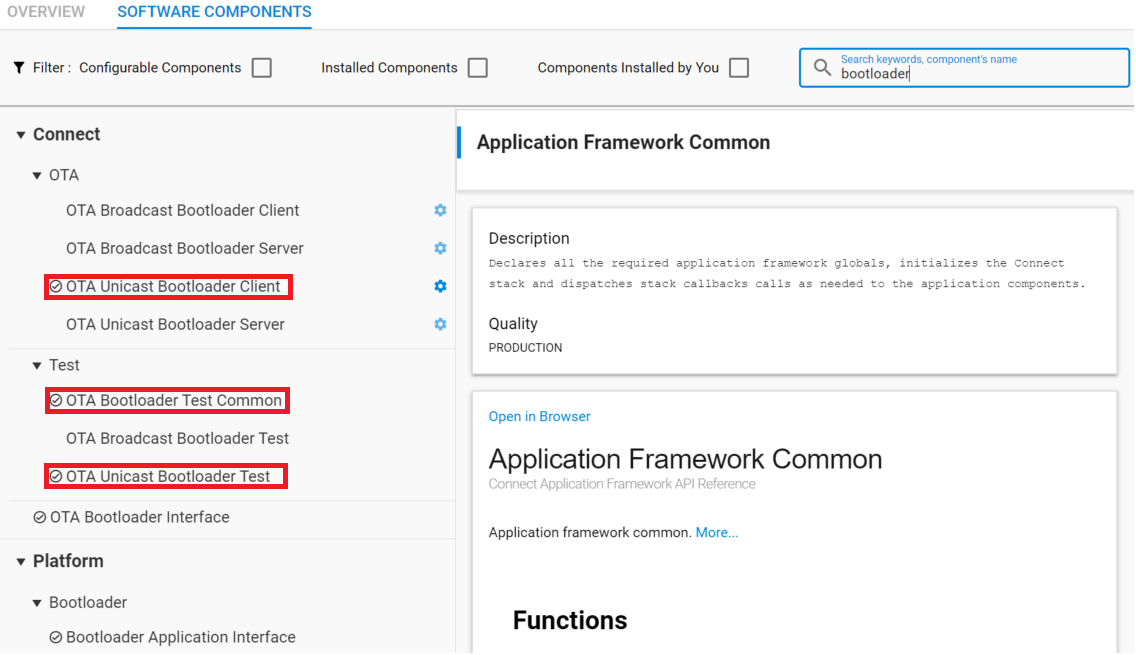 OVERVIEW
SOFTWARE COMPONENTS
Filter : Configurable Components
Installed Components
Components Installed by You
Search keywords, component's name
bootloader
Connect
OTA
OTA Broadcast Bootloader Client
OTA Broadcast Bootloader Server
OTA Unicast Bootloader Client
OTA Unicast Bootloader Server
Test
OTA Bootloader Test Common
OTA Broadcast Bootloader Test
OTA Unicast Bootloader Test
OTA Bootloader Interface
Platform
Bootloader
Bootloader Application Interface
Application Framework Common
Description
Declares all the required application framework globals, initializes the Connect
stack and dispatches stack callbacks calls as needed to the application components.
Quality
PRODUCTION
Open in Browser
Application Framework Common
Connect Application Framework API Reference
Application framework common. More...
Functions